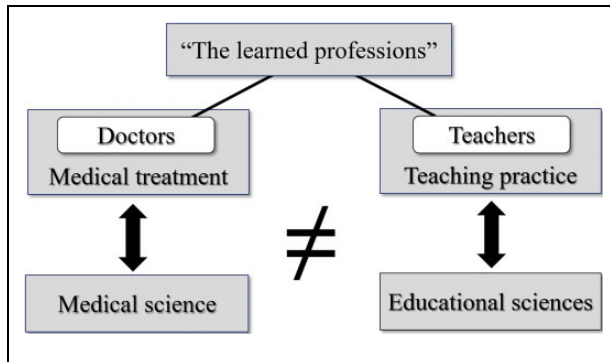 “The learned professions”
Doctors
Medical treatment
Teachers
Teaching practice
≠
Medical science
Educational sciences